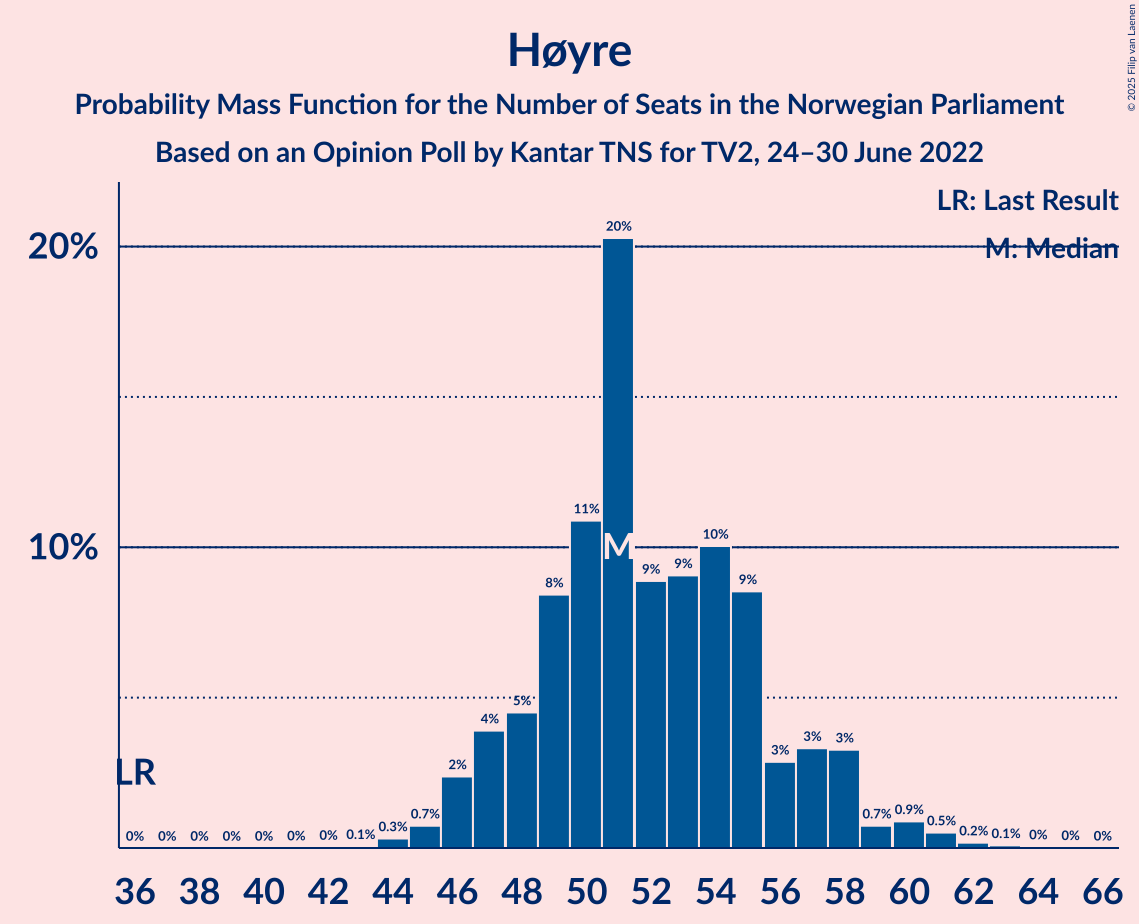 Høyre
Probability Mass Function for the Number of Seats in the Norwegian Parliament
Based on an Opinion Poll by Kantar TNS for TV2, 24–30 June 2022
© 2025 Filip van Laenen
LR: Last Result
M: Median
20%
10%
LR
M
0% 0% 0% 0% 0% 0% 0% 0.1% 0.3% 0.7% 2% 4% 5% 8% 11% 20% 9% 9% 10% 9% 3% 3% 3% 0.7% 0.9% 0.5% 0.2% 0.1% 0% 0% 0%
36 38 40 42 44 46 48 50 52 54 56 58 60 62 64 66